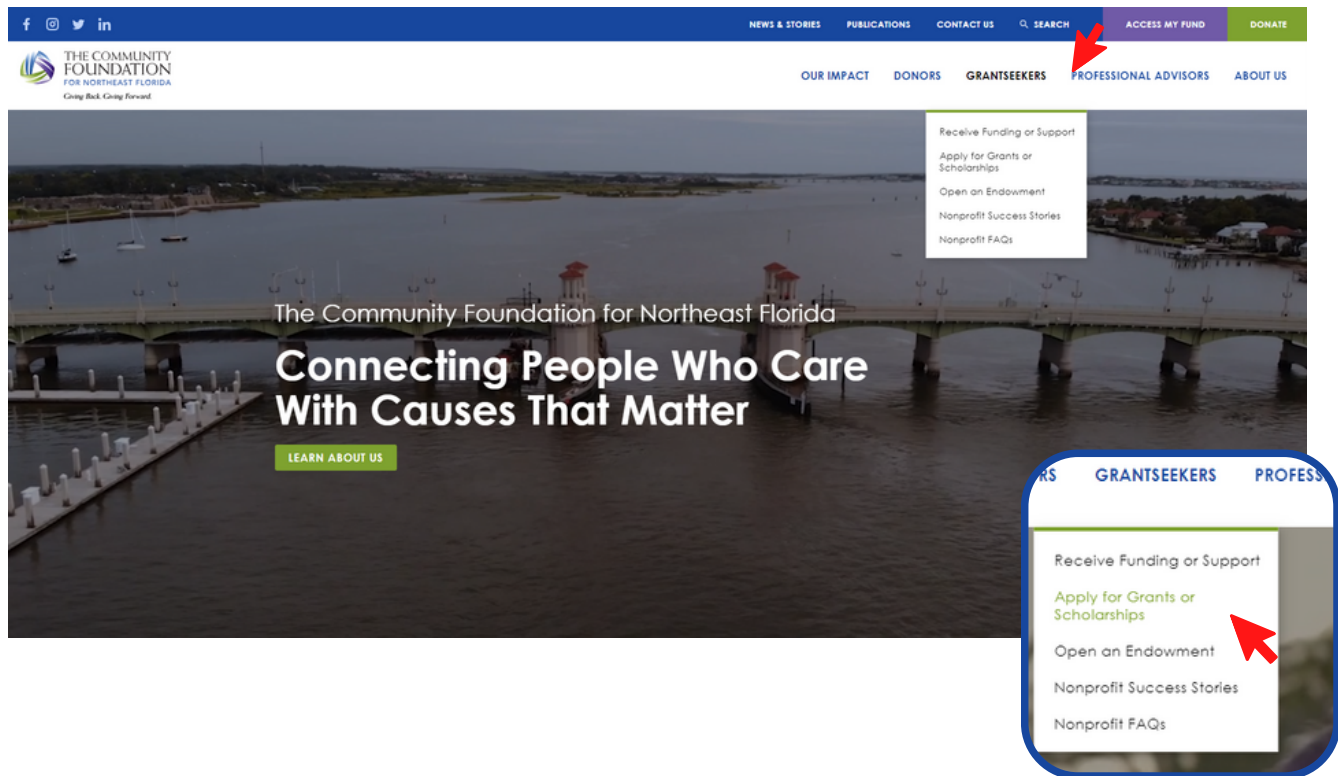 NEWS & STORIES PUBLICATIONS CONTACT US SEARCH ACCESS MY FUND DONATE
THE COMMUNITY
FOUNDATION
FOR NORTHEAST FLORIDA
Giving Back. Giving Forward.
OUR IMPACT DONORS GRANTSEEKERS PROFESSIONAL ADVISORS ABOUT US
Receive Funding or Support
Apply for Grants or
Scholarships
Open an Endowment
Nonprofit Success Stories
Nonprofit FAQs
The Community Foundation for Northeast Florida
Connecting People Who Care
With Causes That Matter
LEARN ABOUT US
RS GRANTSEEKERS PROFESS
Receive Funding or Support
Apply for Grants or
Scholarships
Open an Endowment
Nonprofit Success Stories
Nonprofit FAQs